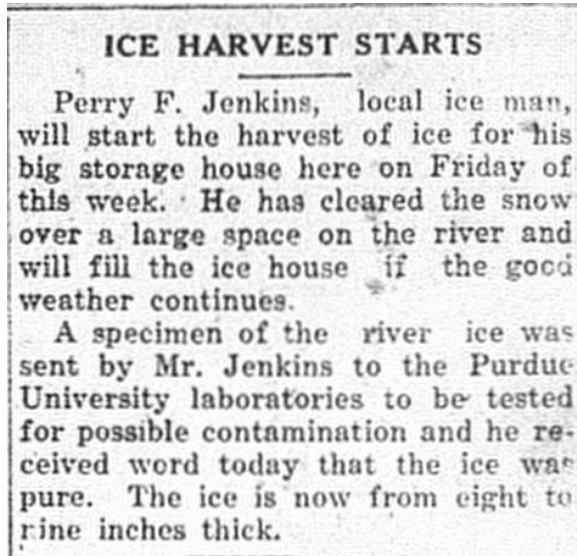 ICE HARVEST STARTS
Perry F. Jenkins, local ice man,
will start the harvest of ice for his
big storage house here on Friday of
this week. He has cleared the snow
over a large space on the river and
will fill the ice house if the good
weather continues.
A specimen of the river ice was
sent by Mr. Jenkins to the Purdue
University laboratories to be tested
for possible contamination and he re-
ceived word today that the ice was
pure. The ice is now from eight to
nine inches thick.